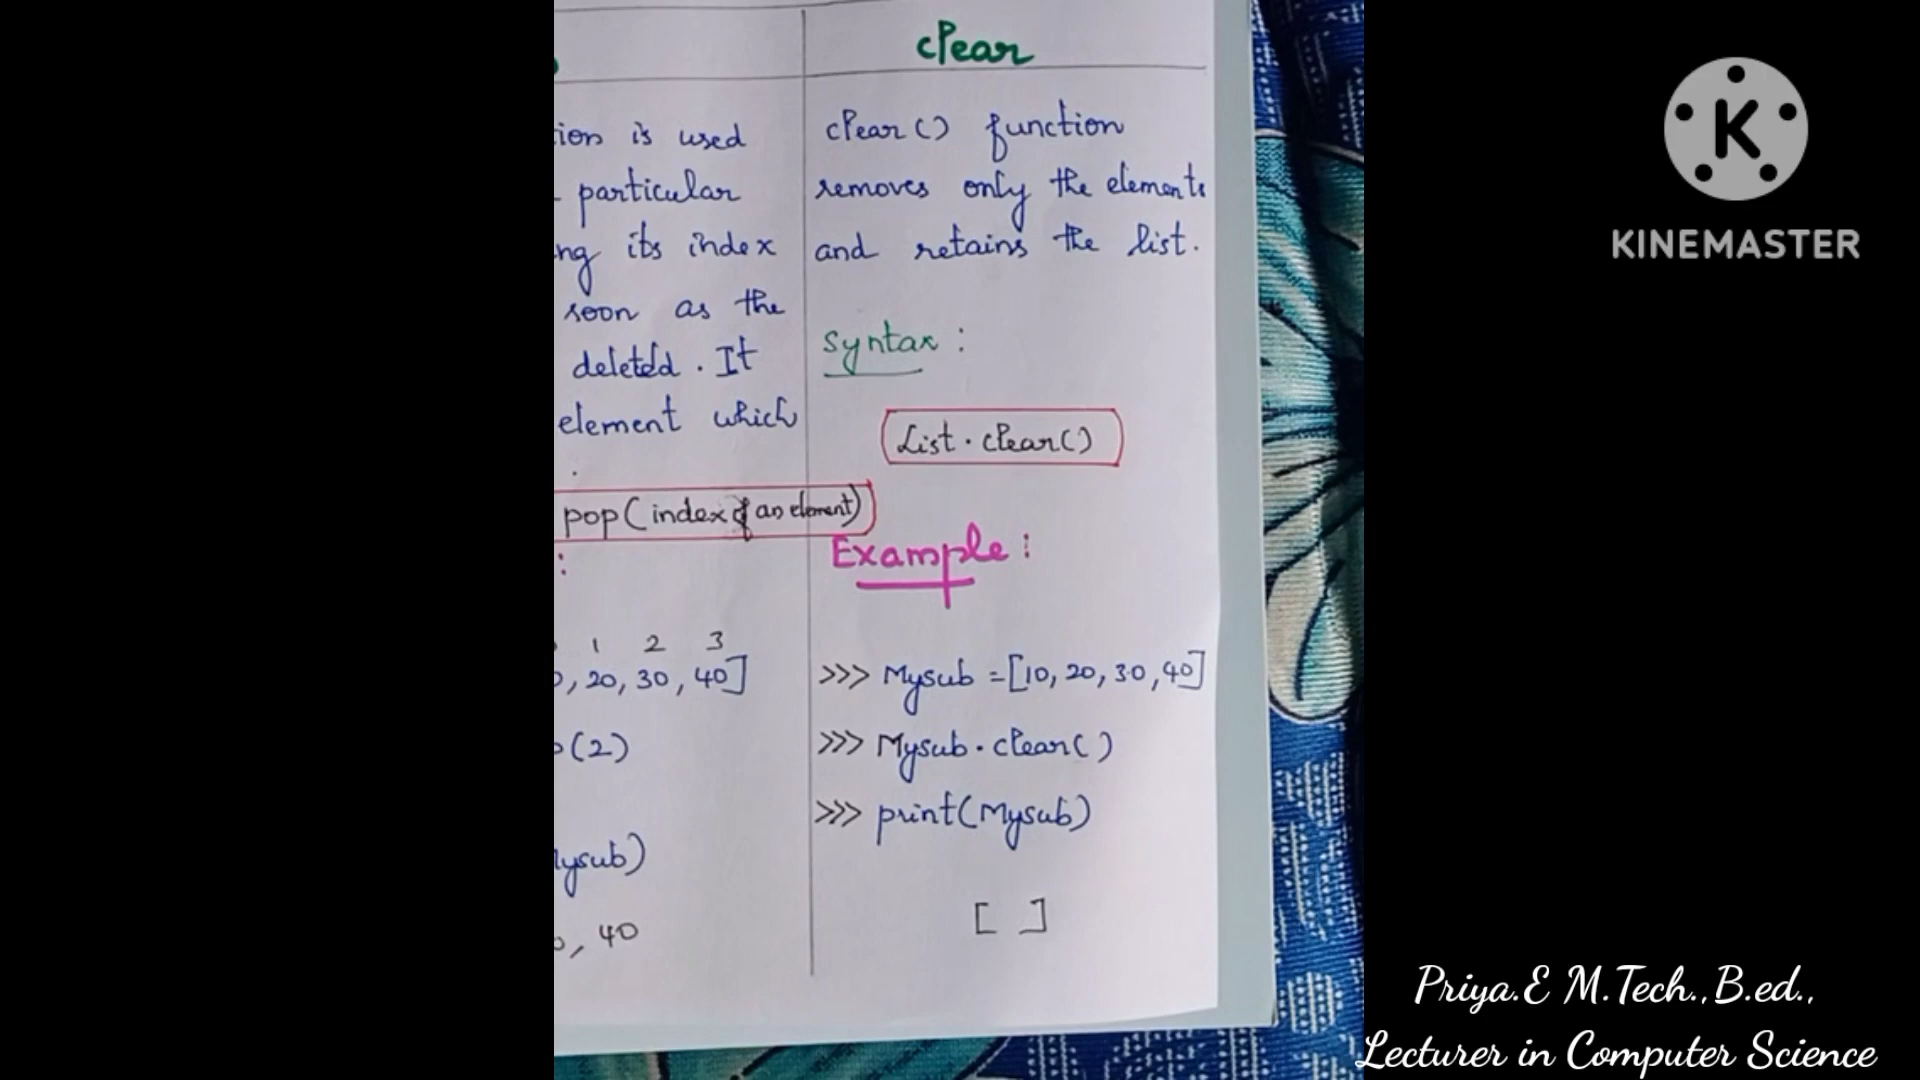 ion is used
particular
ng its index
soon as the
deleted. It
element which
pop(index of an element)
:
1 2 3
, 20, 30, 40]
(2)
ysub)
, 40
clear
clear() function
removes only the elements
and retains the list.
syntax :
List.clear()
Example :
>>> Mysub =[10, 20, 30, 40]
>>> Mysub.clear()
>>> print(Mysub)
[ ]
K
KINEMASTER
Priya.E M.Tech.,B.ed.,
Lecturer in Computer Science